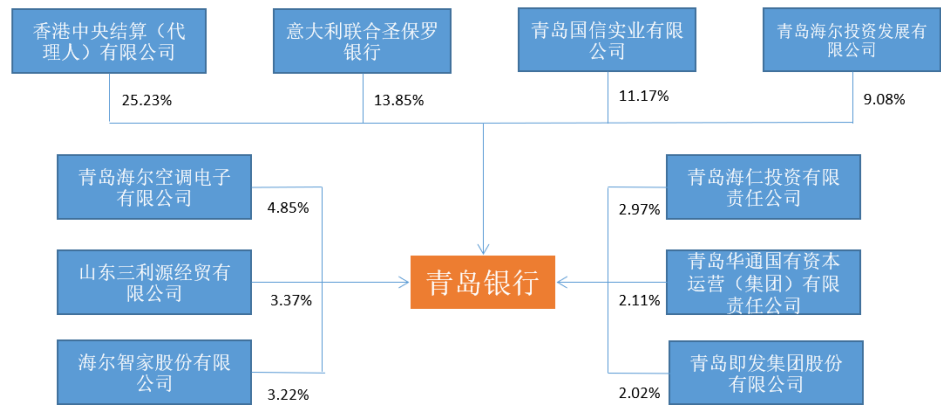 香港中央结算（代
理人）有限公司
意大利联合圣保罗
银行
青岛国信实业有限
公司
青岛海尔投资发展有
限公司
25.23%
13.85%
11.17%
9.08%
青岛海尔空调电子
有限公司
4.85%
山东三利源经贸有
限公司
3.37%
海尔智家股份有限
公司
3.22%
青岛银行
青岛海仁投资有限
责任公司
2.97%
青岛华通国有资本
运营（集团）有限
责任公司
2.11%
青岛即发集团股份
有限公司
2.02%